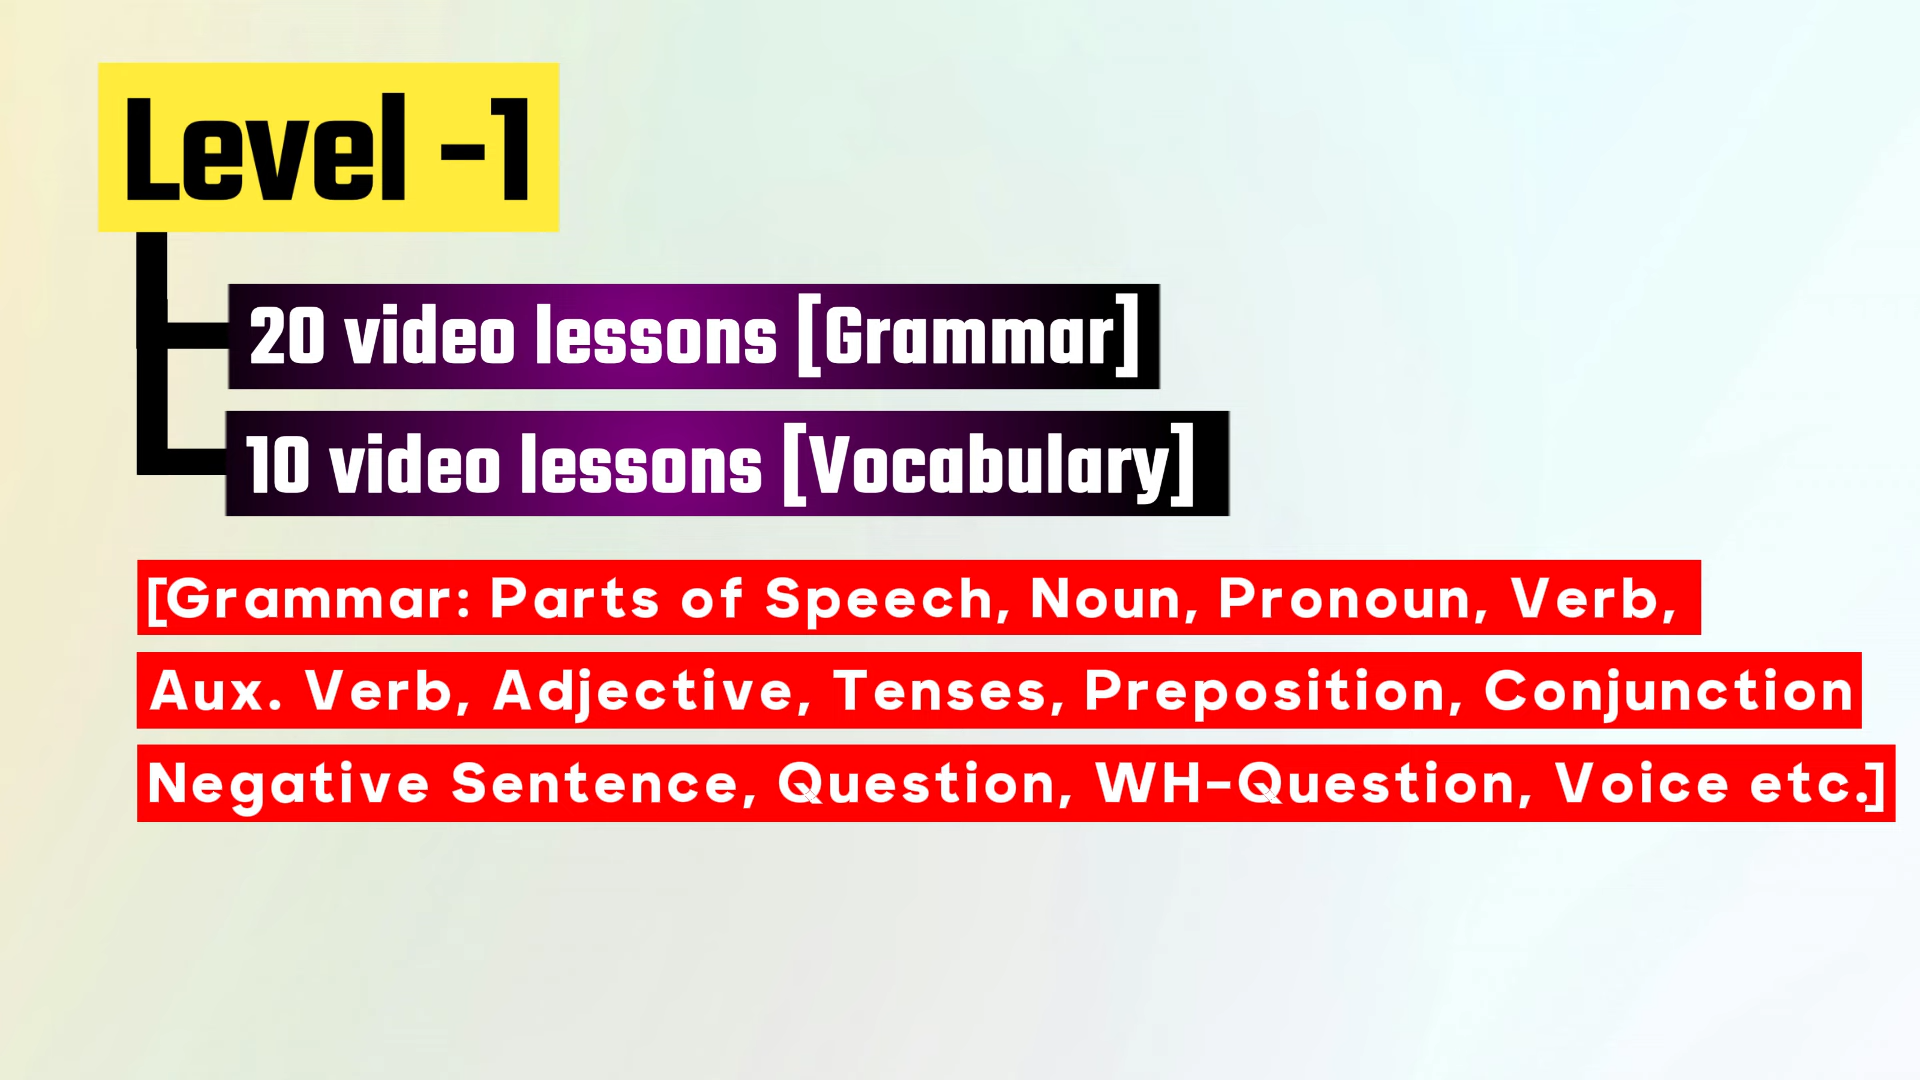 Level -1
20 video lessons [Grammar]
10 video lessons [Vocabulary]
[Grammar: Parts of Speech, Noun, Pronoun, Verb,
Aux. Verb, Adjective, Tenses, Preposition, Conjunction
Negative Sentence, Question, WH-Question, Voice etc.]